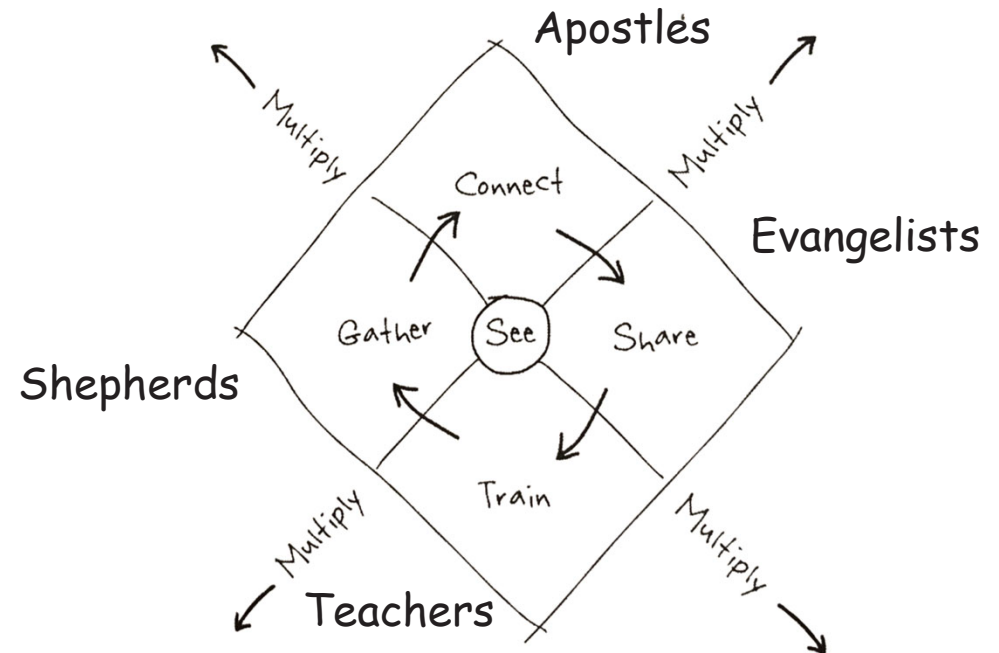 Apostles
Multiply
Multiply
Connect
Evangelists
Gather
See
Share
Shepherds
Train
Multiply
Multiply
Teachers